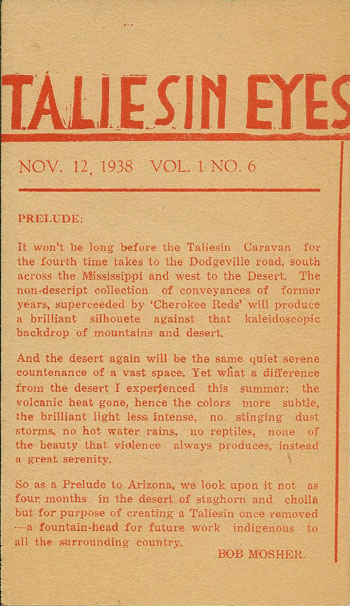 TALIESIN EYES
NOV. 12, 1938 VOL. 1 NO. 6
PRELUDE:
It won't be long before the Taliesin Caravan for
the fourth time takes to the Dodgeville road, south
across the Mississippi and west to the Desert. The
non-descript collection of conveyances of former
years, superceeded by 'Cherokee Reds' will produce
a brilliant silhouete against that kaleidoscopic
backdrop of mountains and desert.
And the desert again will be the same quiet serene
countenance of a vast space. Yet what a difference
from the desert I experienced this summer: the
volcanic heat gone, hence the colors more subtle,
the brilliant light less intense, no stinging dust
storms, no hot water rains, no reptiles, none of
the beauty that violence always produces, instead
a great serenity.
So as a Prelude to Arizona, we look upon it not as
four months in the desert of staghorn and cholla
but for purpose of creating a Taliesin once removed
—a fountain-head for future work indigenous to
all the surrounding country.
BOB MOSHER.